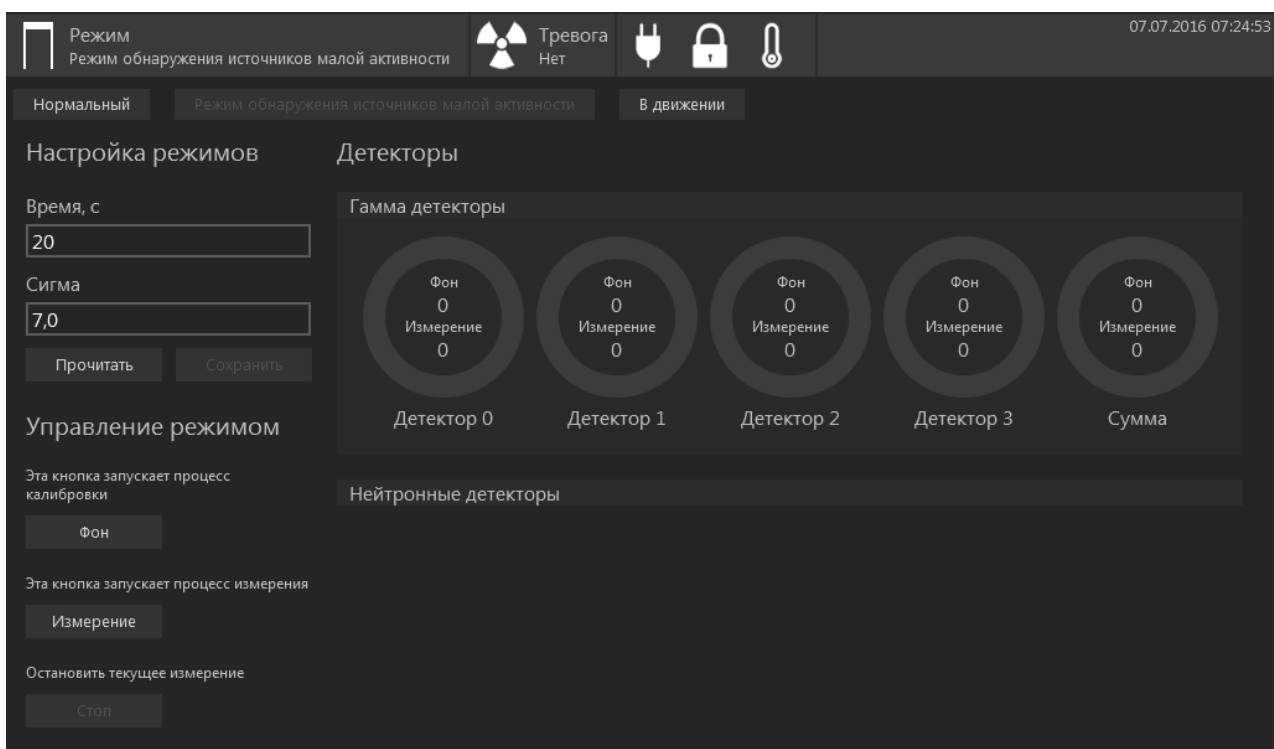 Режим
Режим обнаружения источников малой активности
Тревога
Нет
07.07.2016 07:24:53
Нормальный
Режим обнаружения источников малой активности
В движении
Настройка режимов
Детекторы
Время, с
20
Сигма
7,0
Прочитать
Сохранить
Гамма детекторы
Фон
0
Измерение
0
Детектор 0
Фон
0
Измерение
0
Детектор 1
Фон
0
Измерение
0
Детектор 2
Фон
0
Измерение
0
Детектор 3
Фон
0
Измерение
0
Сумма
Нейтронные детекторы
Управление режимом
Эта кнопка запускает процесс
калибровки
Фон
Эта кнопка запускает процесс измерения
Измерение
Остановить текущее измерение
Стоп